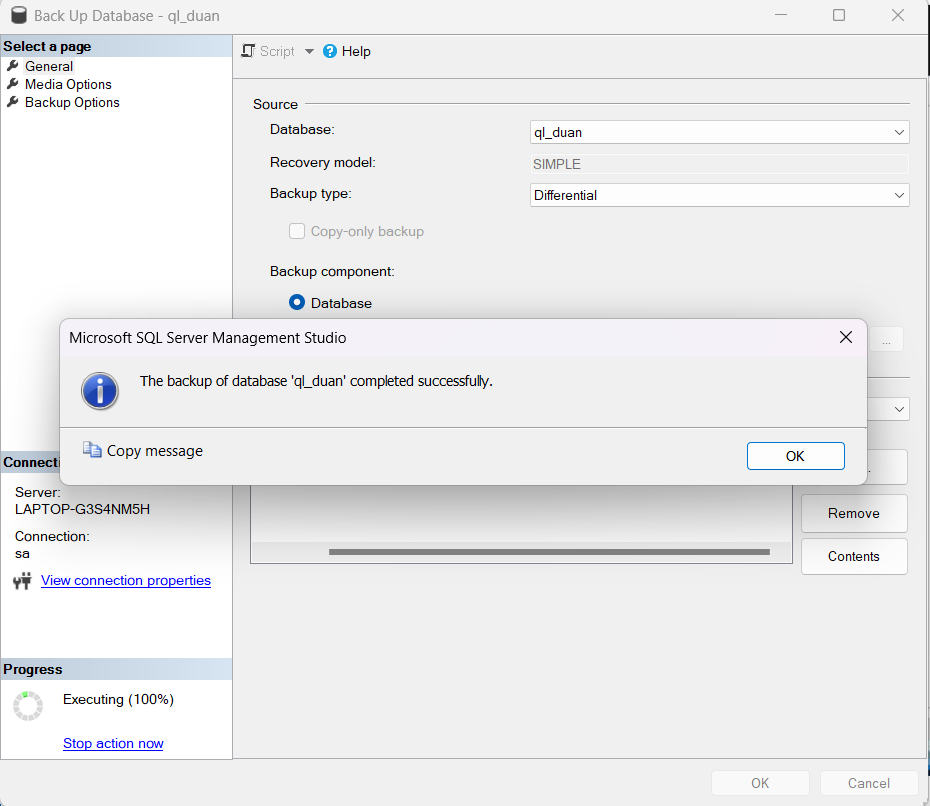 Back Up Database - ql_duan
Select a page
General
Media Options
Backup Options
Script
Help
Source
Database:
ql_duan
Recovery model:
SIMPLE
Backup type:
Differential
Copy-only backup
Backup component:
Database
...
Microsoft SQL Server Management Studio
The backup of database 'ql_duan' completed successfully.
Copy message
OK
Server:
LAPTOP-G3S4NM5H
Connection:
sa
View connection properties
Remove
Contents
Progress
Executing (100%)
Stop action now
OK
Cancel